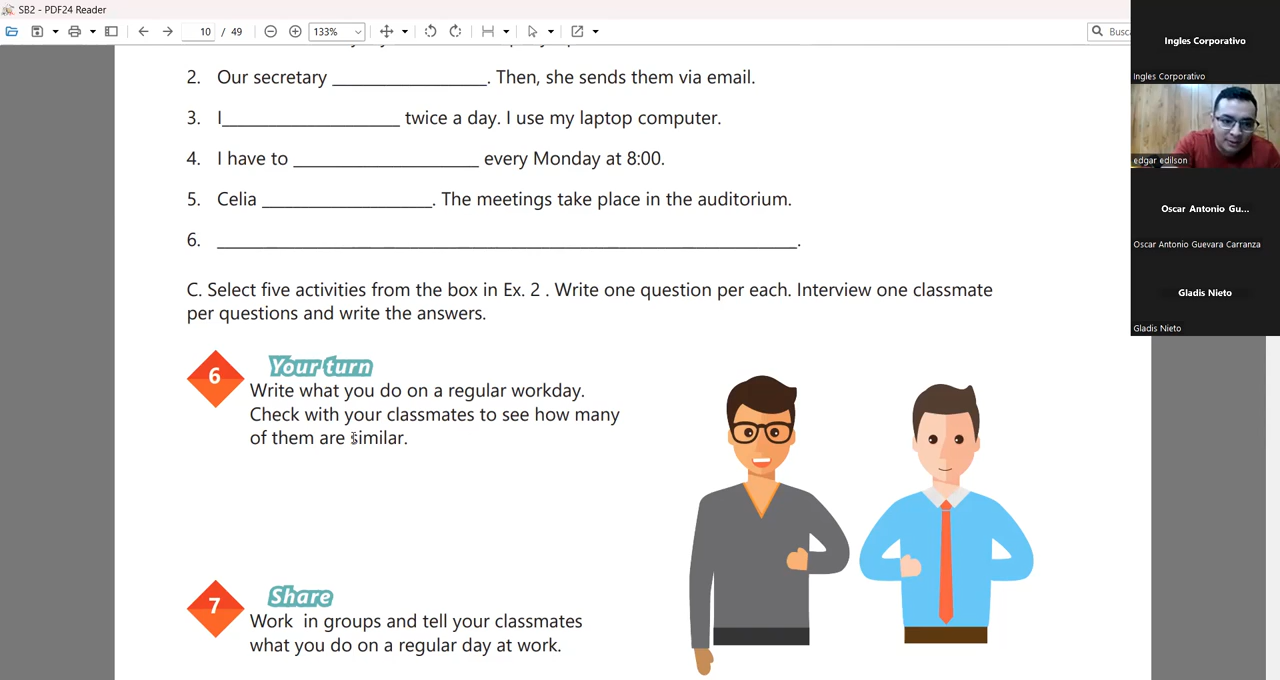 SB2 - PDF24 Reader
10 / 49
133%
Busca
2. Our secretary ________________. Then, she sends them via email.
3. I__________________ twice a day. I use my laptop computer.
4. I have to ___________________ every Monday at 8:00.
5. Celia _________________. The meetings take place in the auditorium.
6. ___________________________________________________________.
C. Select five activities from the box in Ex. 2 . Write one question per each. Interview one classmate
per questions and write the answers.
6
Your turn
Write what you do on a regular workday.
Check with your classmates to see how many
of them are similar.
7
Share
Work in groups and tell your classmates
what you do on a regular day at work.
Ingles Corporativo
Ingles Corporativo
edgar edilson
Oscar Antonio Gu...
Oscar Antonio Guevara Carranza
Gladis Nieto
Gladis Nieto